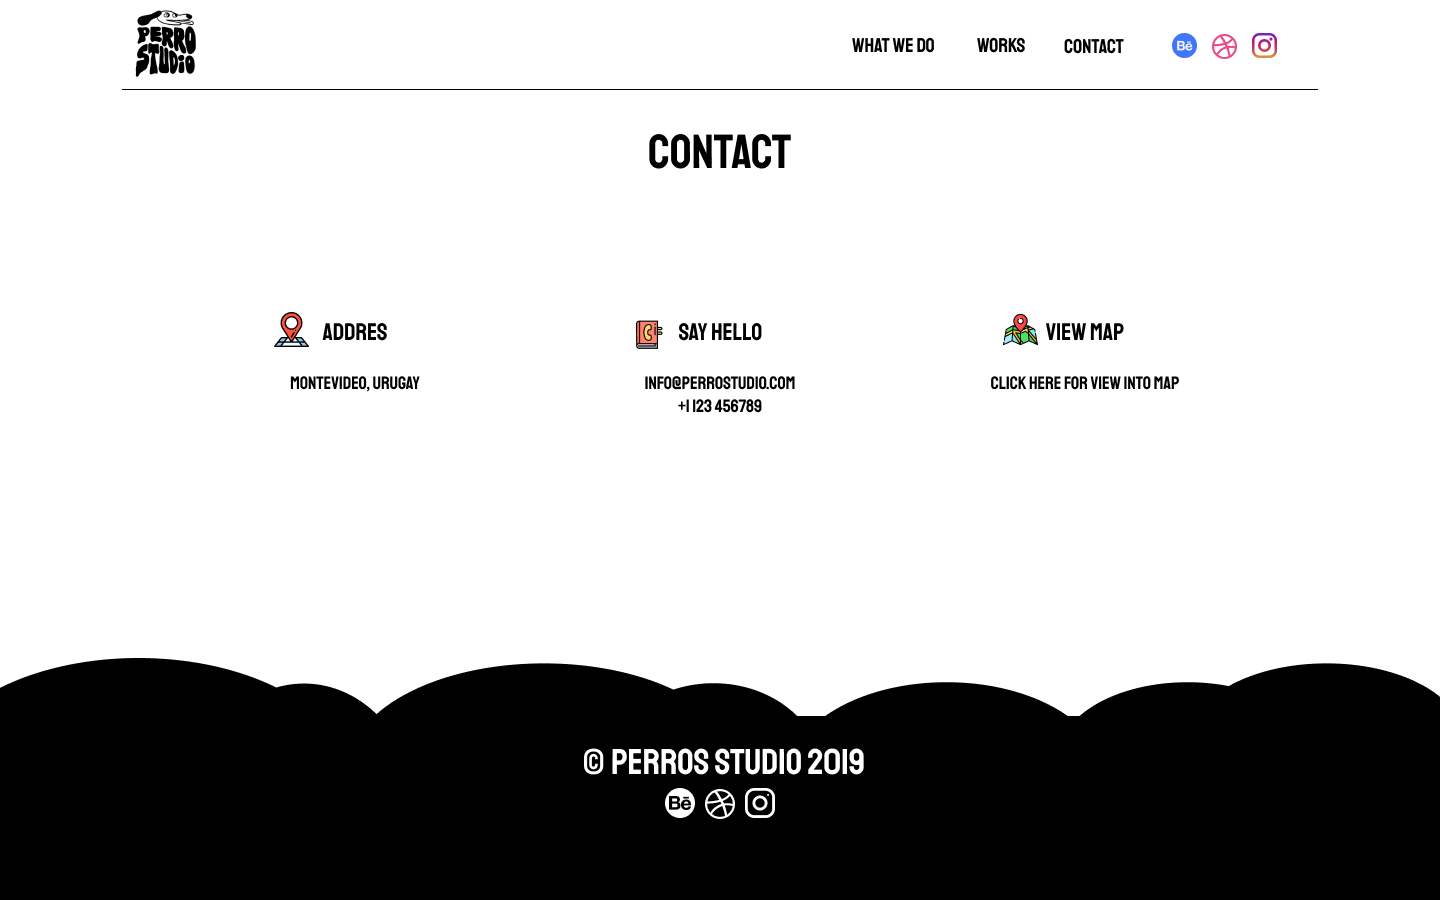 PERRO
STUDIO
WHAT WE DO
WORKS
CONTACT
Bē
CONTACT
ADDRES
SAY HELLO
VIEW MAP
MONTEVIDEO, URUGAY
INFO@PERROSTUDIO.COM
CLICK HERE FOR VIEW INTO MAP
+1 123 456789
© PERROS STUDIO 2019
Bē